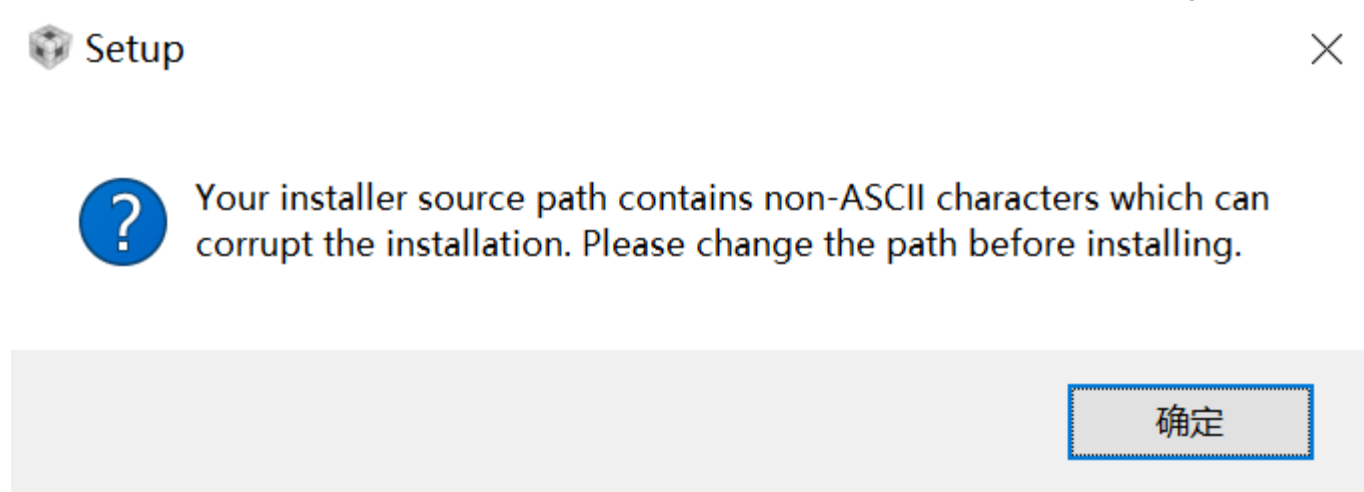 Setup
Your installer source path contains non-ASCII characters which can
corrupt the installation. Please change the path before installing.
确定